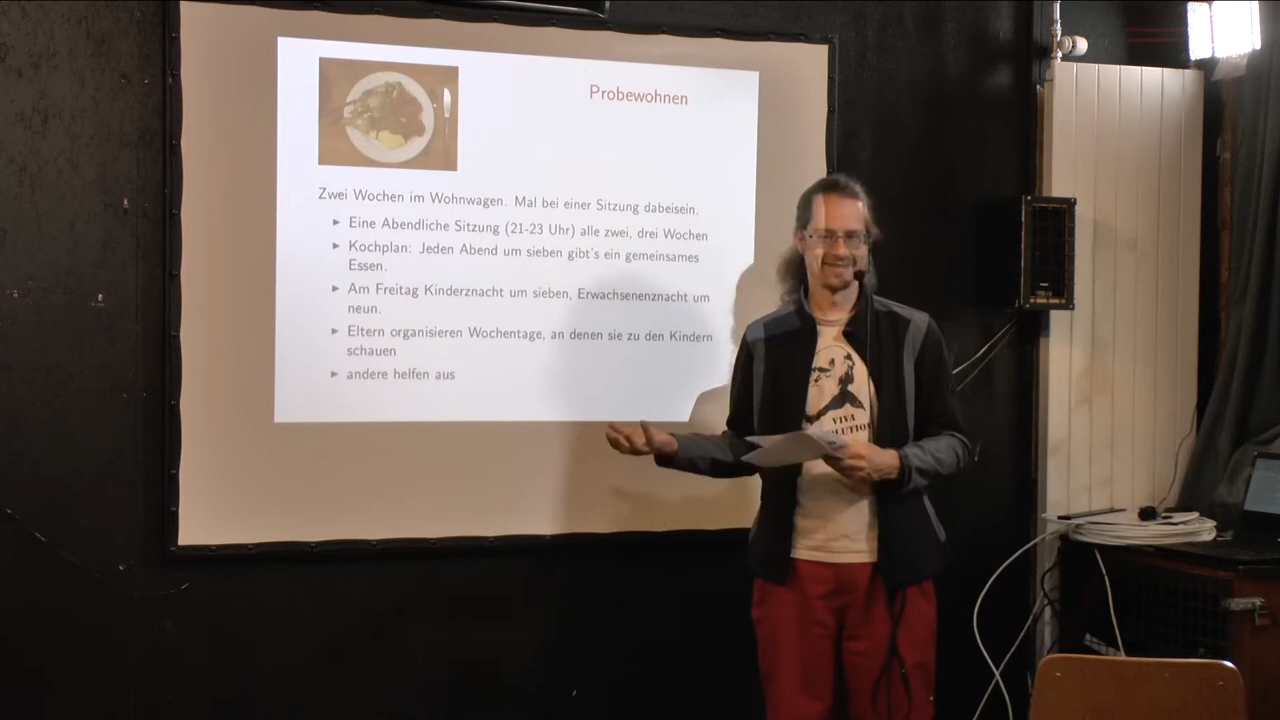 Probewohnen
Zwei Wochen im Wohnwagen. Mal bei einer Sitzung dabeisein.
► Eine Abendliche Sitzung (21-23 Uhr) alle zwei, drei Wochen
► Kochplan: Jeden Abend um sieben gibt's ein gemeinsames
Essen.
► Am Freitag Kinderznacht um sieben, Erwachsenenznacht um
neun.
► Eltern organisieren Wochentage, an denen sie zu den Kindern
schauen
► andere helfen aus
VIVA